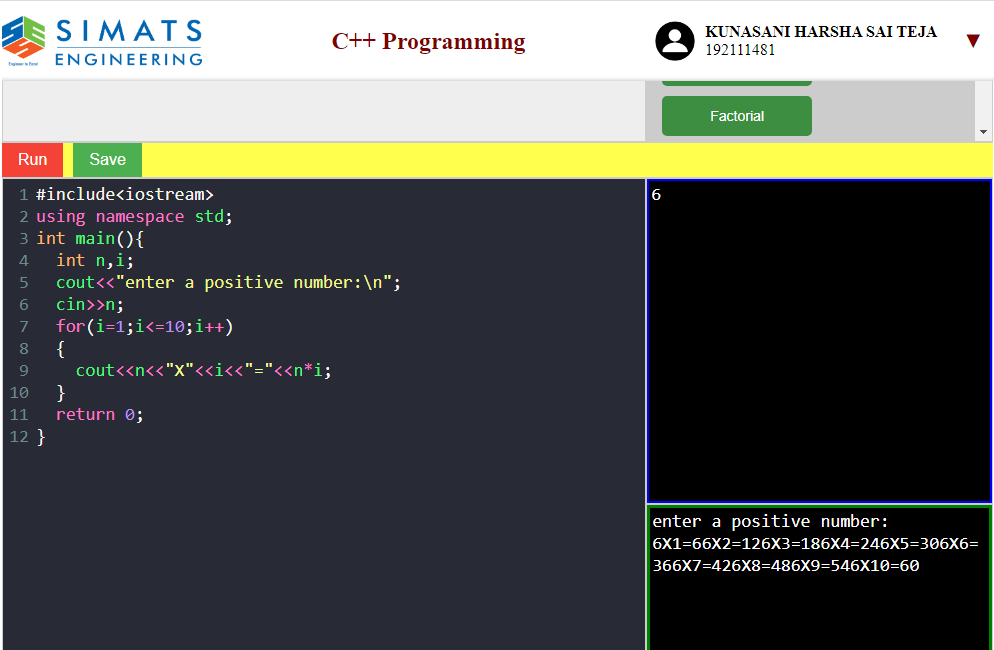 SIMATS
ENGINEERING
Engineer to Excel
C++ Programming
KUNASANI HARSHA SAI TEJA
192111481
▼
Factorial
Run
Save
1 #include<iostream>
2 using namespace std;
3 int main(){
4   int n,i;
5   cout<<"enter a positive number:\n";
6   cin>>n;
7   for(i=1;i<=10;i++)
8   {
9     cout<<n<<"X"<<i<<"="<<n*i;
10   }
11   return 0;
12 }
6
enter a positive number:
6X1=66X2=126X3=186X4=246X5=306X6=
366X7=426X8=486X9=546X10=60